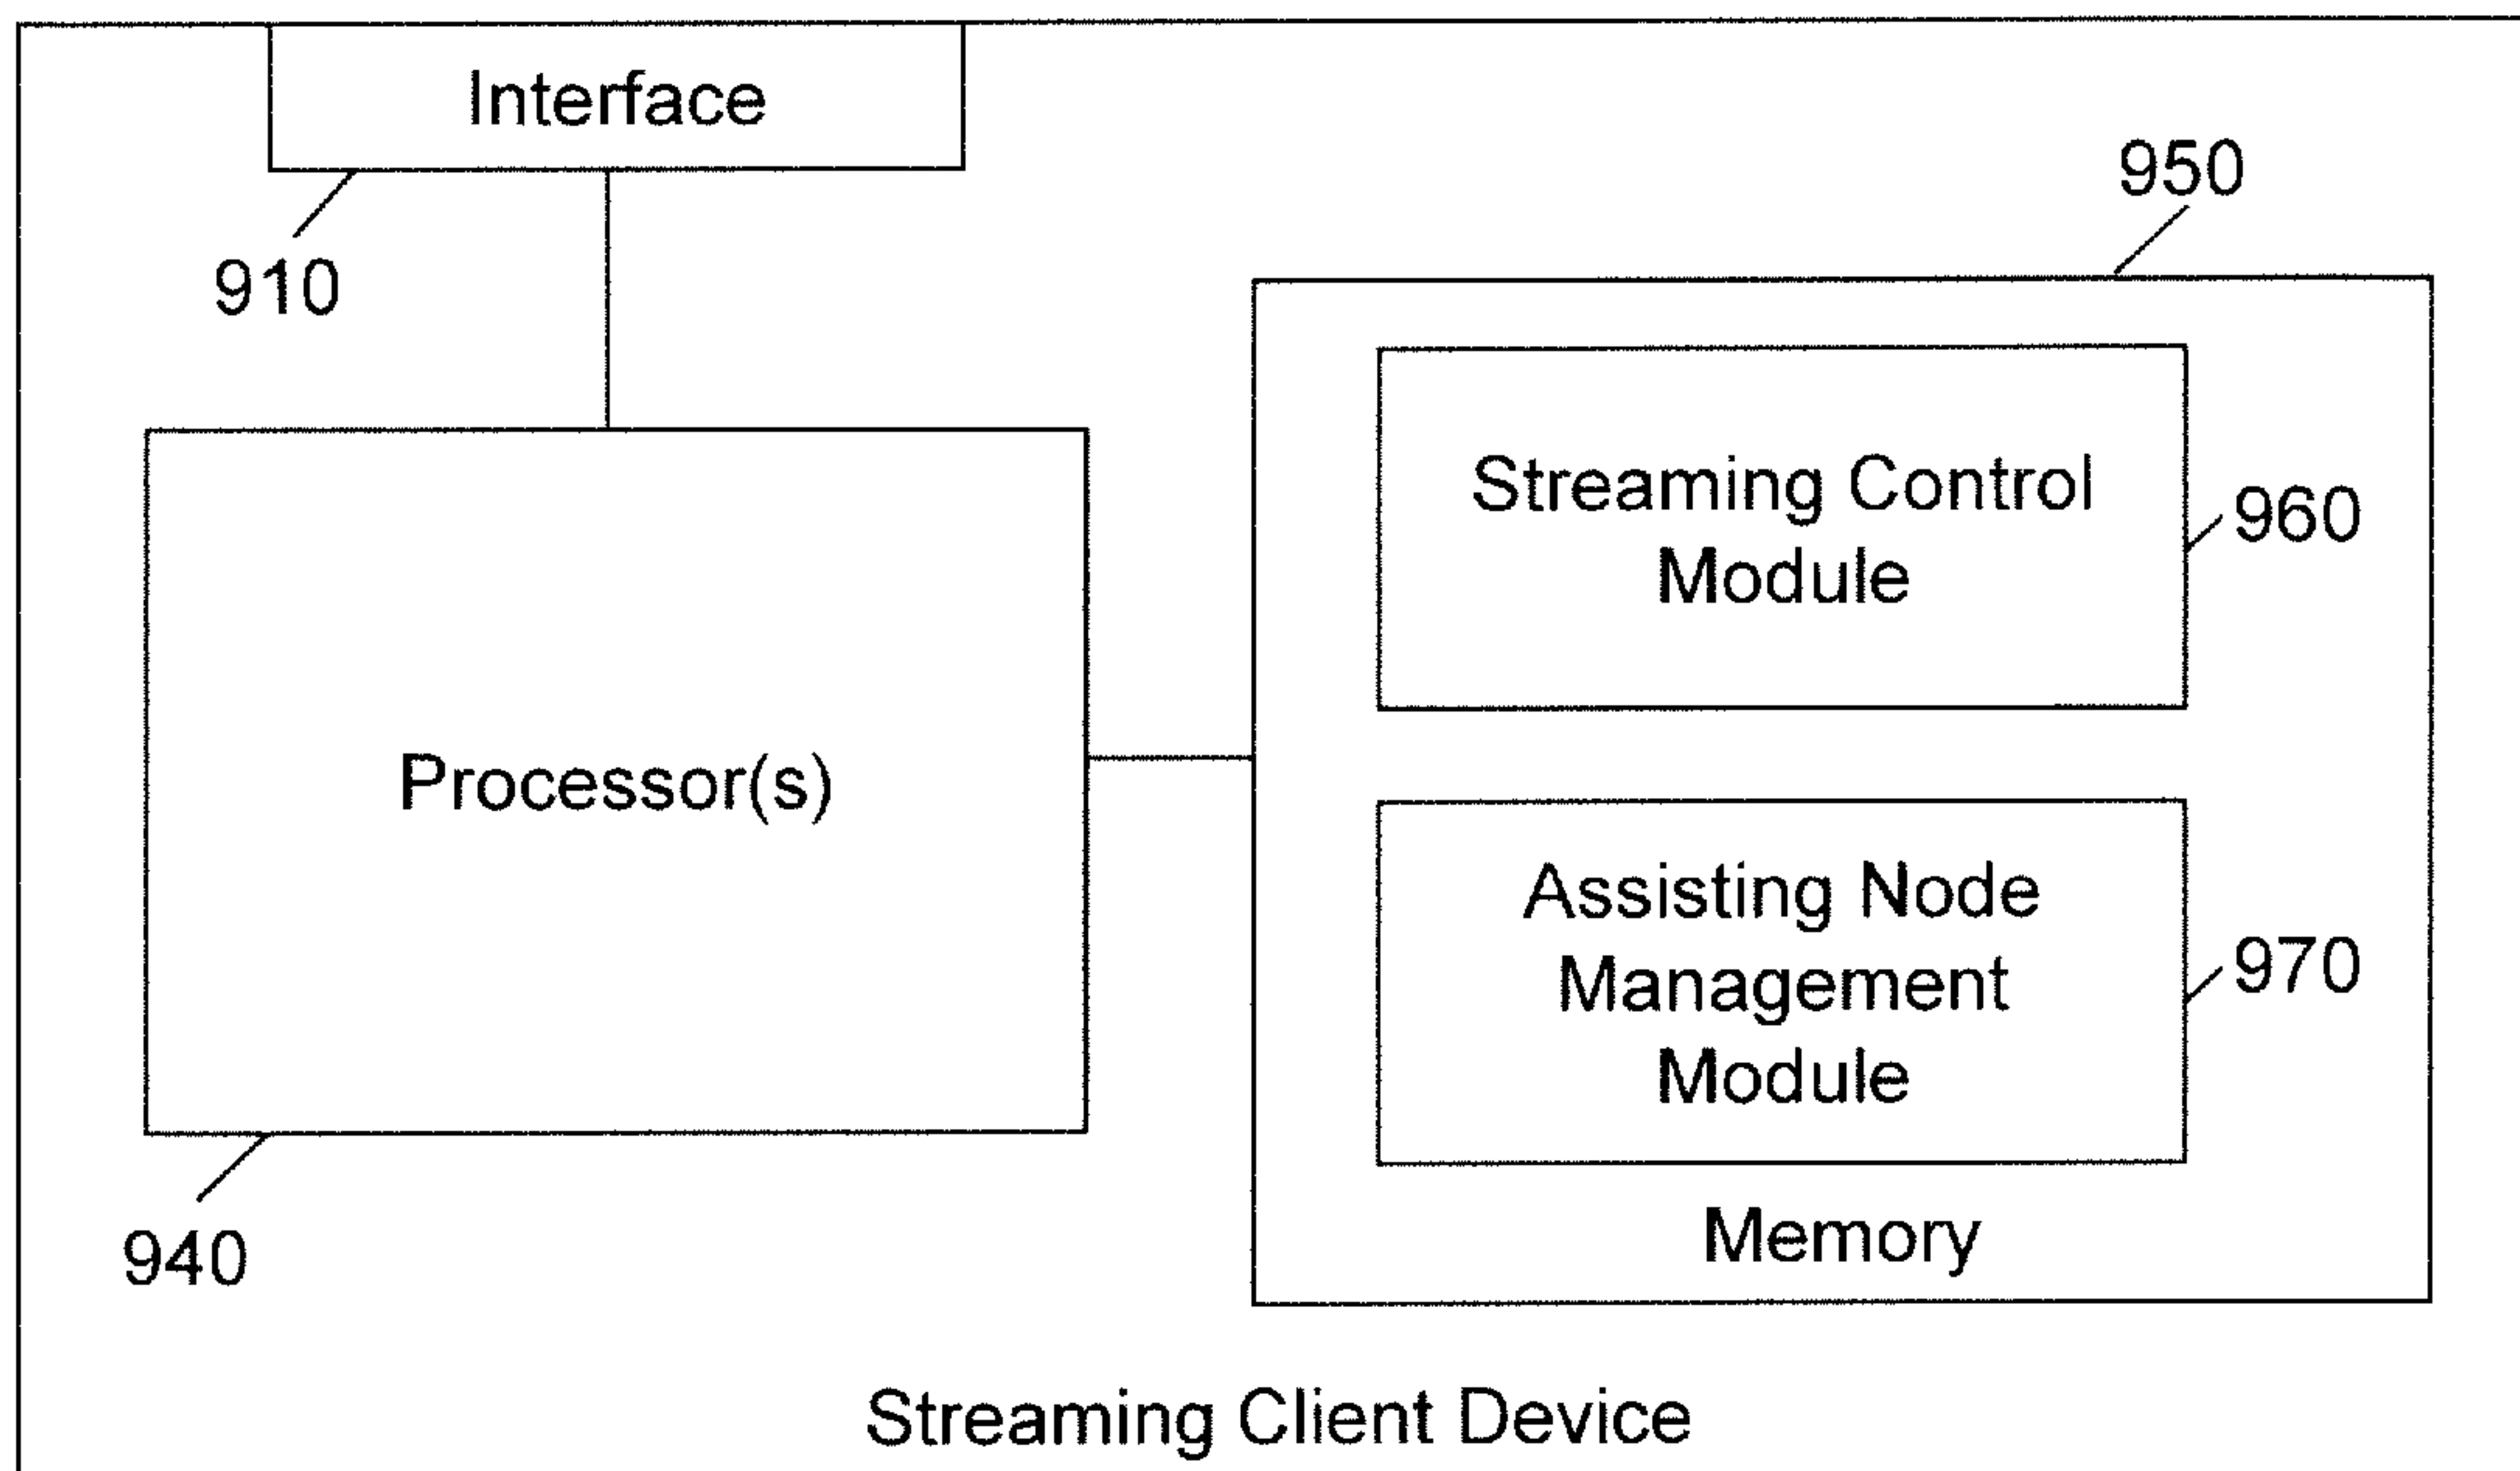 Interface
910
950
Streaming Control
Module
960
Processor(s)
Assisting Node
Management
Module
970
940
Memory
Streaming Client Device